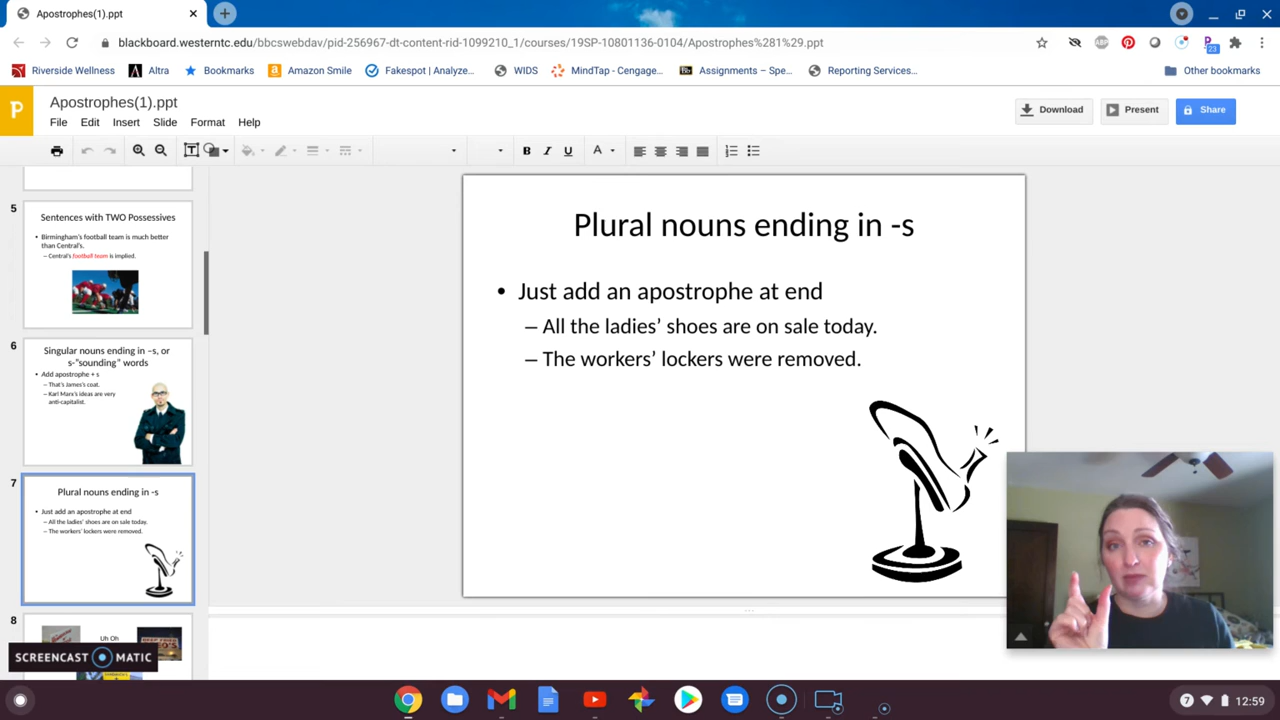 Apostrophes(1).ppt
blackboard.westerntc.edu/bbcswebdav/pid-256967-dt-content-rid-1099210_1/courses/19SP-10801136-0104/Apostrophes%281%29.ppt
ABP
23
Riverside Wellness
Altra
Bookmarks
Amazon Smile
Fakespot | Analyze...
WIDS
MindTap - Cengage...
Assignments – Spe...
Reporting Services...
Other bookmarks
Apostrophes(1).ppt
File Edit Insert Slide Format Help
Download
Present
Share
B I U A
5
Sentences with TWO Possessives
• Birmingham's football team is much better
than Central's.
– Central's football team is implied.
6
Singular nouns ending in –s, or
s-"sounding" words
• Add apostrophe + s
– That's James's coat.
– Karl Marx's ideas are very
anti-capitalist.
7
Plural nouns ending in -s
• Just add an apostrophe at end
– All the ladies' shoes are on sale today.
– The workers' lockers were removed.
8
Uh Oh
SCREENCAST MATIC
Plural nouns ending in -s
• Just add an apostrophe at end
– All the ladies’ shoes are on sale today.
– The workers’ lockers were removed.
7
12:59